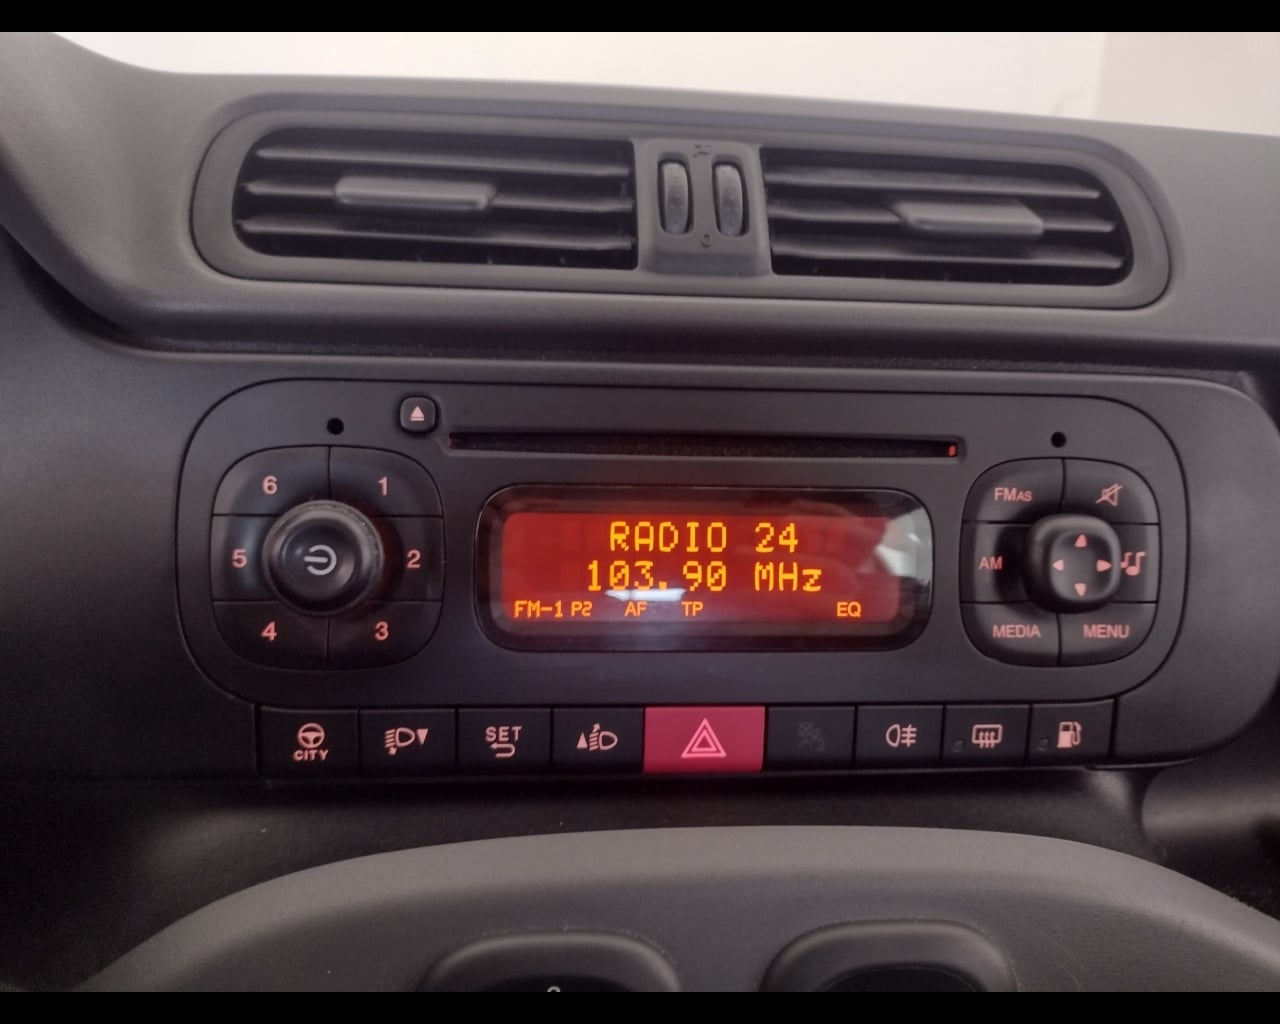 6 1
5 2
4 3
RADIO 24
103.90 MHz
FM-1 P2 AF TP EQ
FMAS
AM
MEDIA MENU
CITY
SET